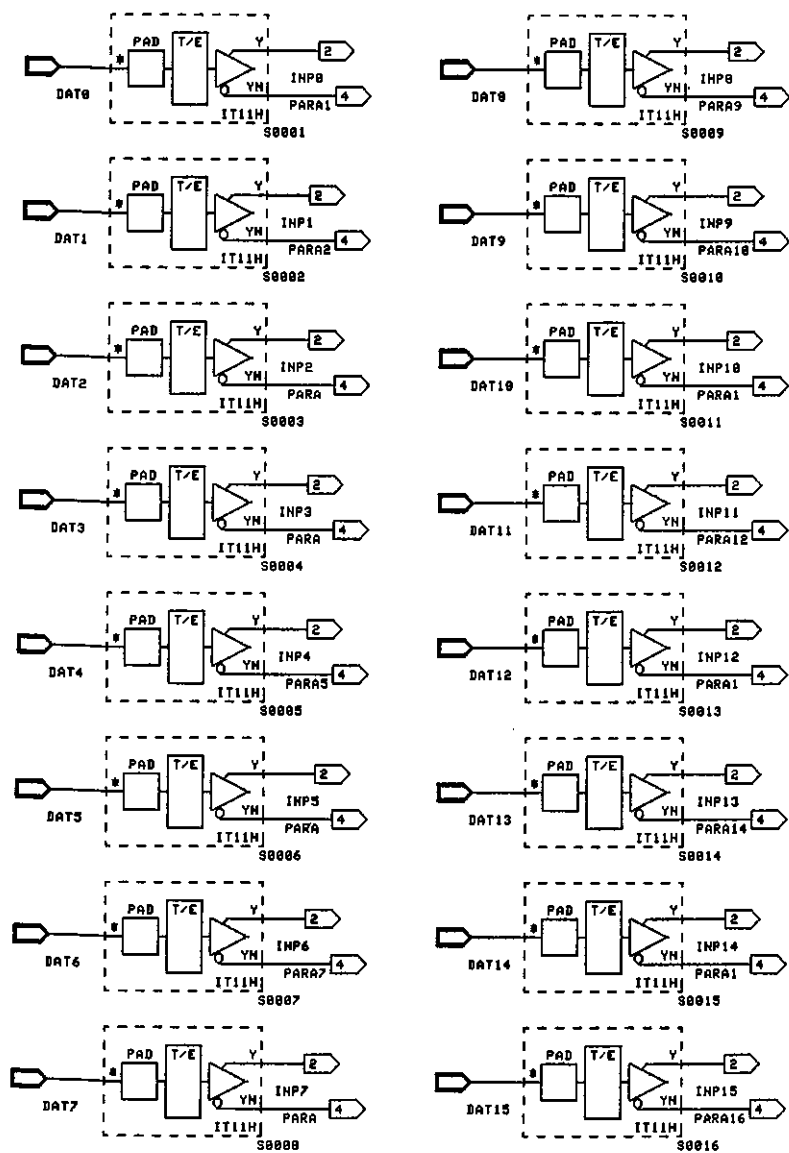 PAD T/E Y 2
* INP0
DAT0 YN PARA1 4
IT11H
S0001
PAD T/E Y 2
* INP1
DAT1 YN PARA2 4
IT11H
S0002
PAD T/E Y 2
* INP2
DAT2 YN PARA 4
IT11H
S0003
PAD T/E Y 2
* INP3
DAT3 YN PARA 4
IT11H
S0004
PAD T/E Y 2
* INP4
DAT4 YN PARA5 4
IT11H
S0005
PAD T/E Y 2
* INP5
DAT5 YN PARA 4
IT11H
S0006
PAD T/E Y 2
* INP6
DAT6 YN PARA7 4
IT11H
S0007
PAD T/E Y 2
* INP7
DAT7 YN PARA 4
IT11H
S0008
PAD T/E Y 2
* INP8
DAT8 YN PARA9 4
IT11H
S0009
PAD T/E Y 2
* INP9
DAT9 YN PARA10 4
IT11H
S0010
PAD T/E Y 2
* INP10
DAT10 YN PARA1 4
IT11H
S0011
PAD T/E Y 2
* INP11
DAT11 YN PARA12 4
IT11H
S0012
PAD T/E Y 2
* INP12
DAT12 YN PARA1 4
IT11H
S0013
PAD T/E Y 2
* INP13
DAT13 YN PARA14 4
IT11H
S0014
PAD T/E Y 2
* INP14
DAT14 YN PARA1 4
IT11H
S0015
PAD T/E Y 2
* INP15
DAT15 YN PARA16 4
IT11H
S0016